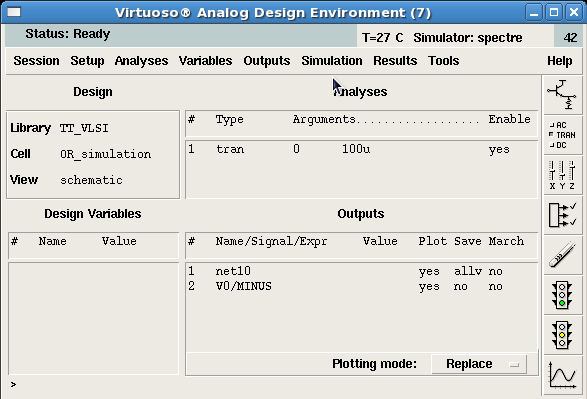 Virtuoso® Analog Design Environment (7)
Status: Ready
T=27 C Simulator: spectre 42
Session Setup Analyses Variables Outputs Simulation Results Tools Help
Design
Library TT_VLSI
Cell OR_simulation
View schematic
Analyses
# Type Arguments................... Enable
1 tran 0 100u yes
AC
TRAN
DC
X Y Z
Design Variables
# Name Value
Outputs
# Name/Signal/Expr Value Plot Save March
1 net10 yes allv no
2 V0/MINUS yes no no
Plotting mode: Replace
>